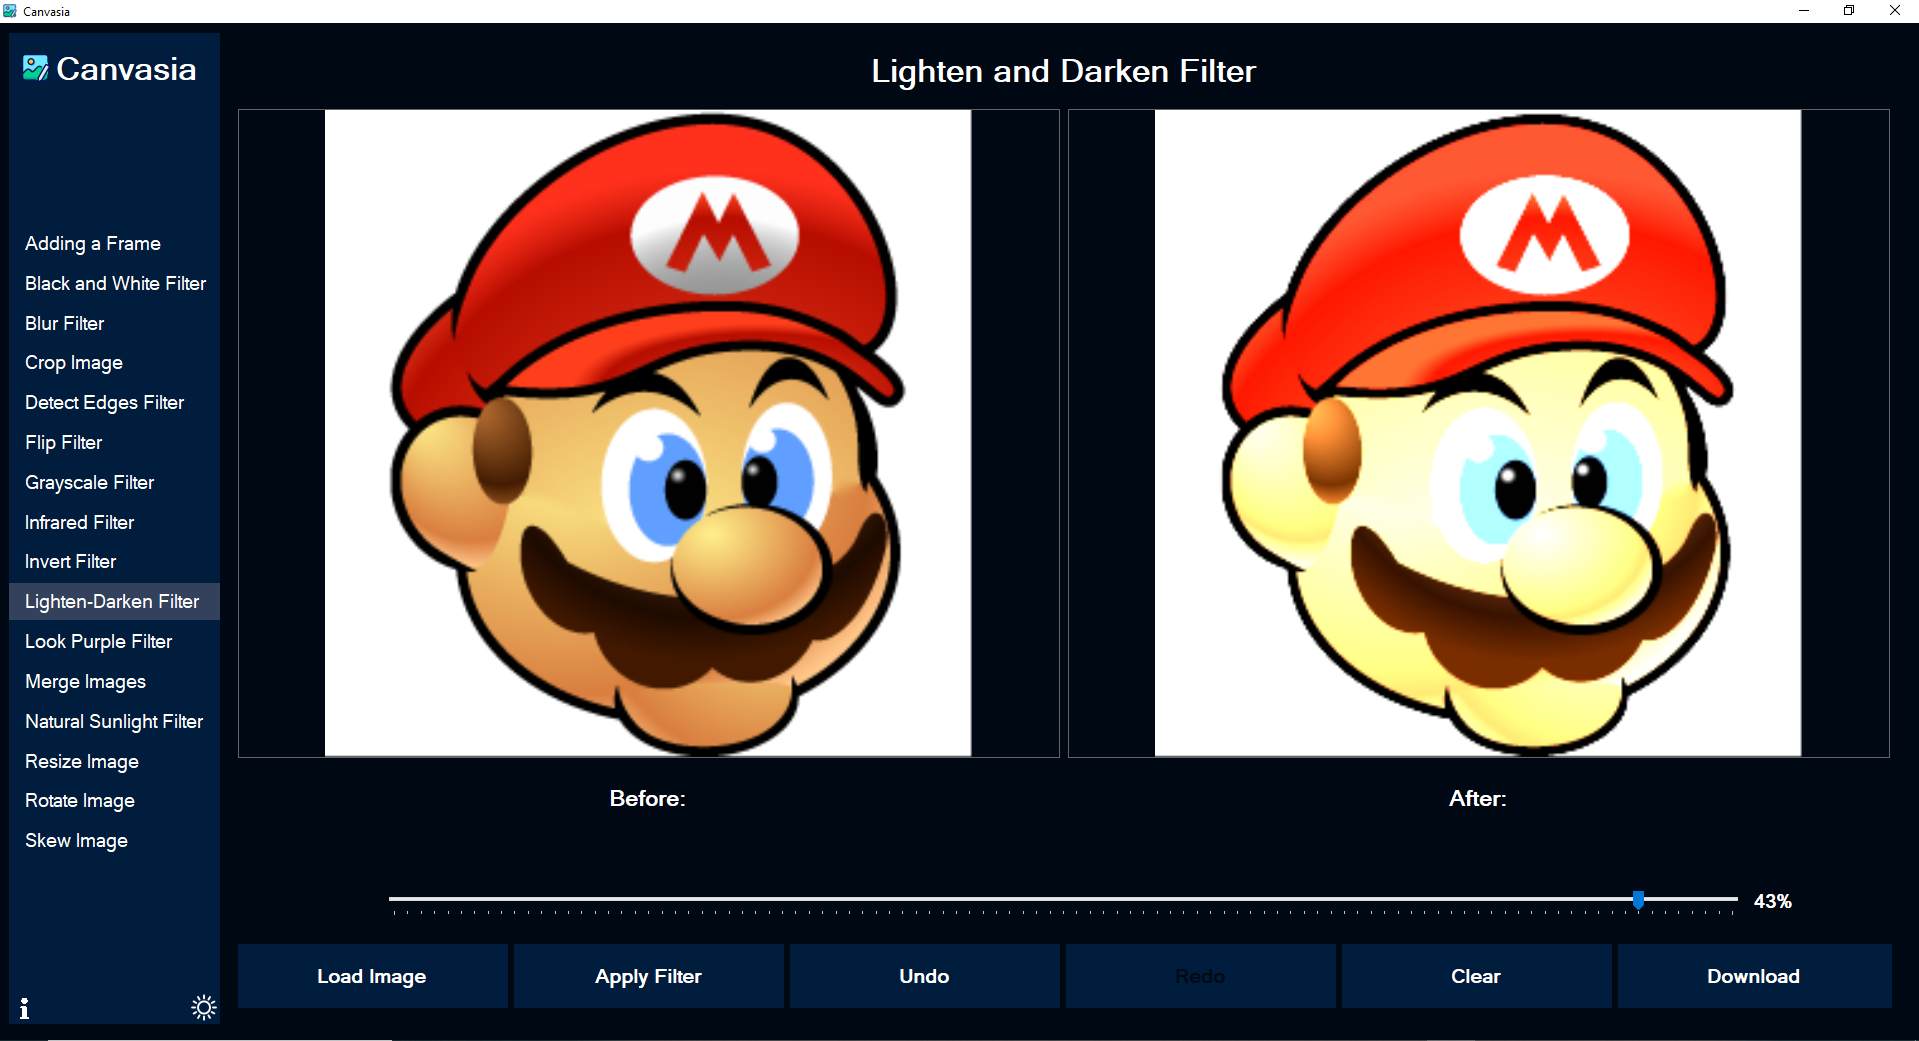 Canvasia
Canvasia
Lighten and Darken Filter
M
M
Adding a Frame
Black and White Filter
Blur Filter
Crop Image
Detect Edges Filter
Flip Filter
Grayscale Filter
Infrared Filter
Invert Filter
Lighten-Darken Filter
Look Purple Filter
Merge Images
Natural Sunlight Filter
Resize Image
Rotate Image
Skew Image
Before:
After:
43%
Load Image
Apply Filter
Undo
Redo
Clear
Download
i